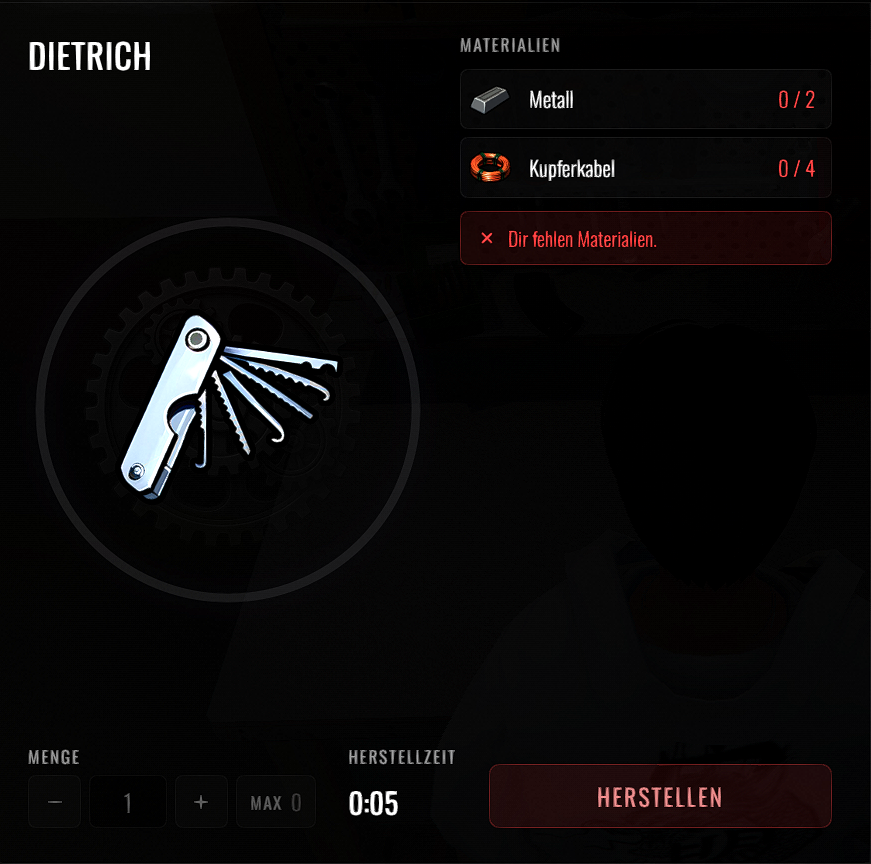 DIETRICH
MATERIALIEN
Metall 0 / 2
Kupferkabel 0 / 4
× Dir fehlen Materialien.
MENGE
− 1 + MAX 0
HERSTELLZEIT
0:05
HERSTELLEN